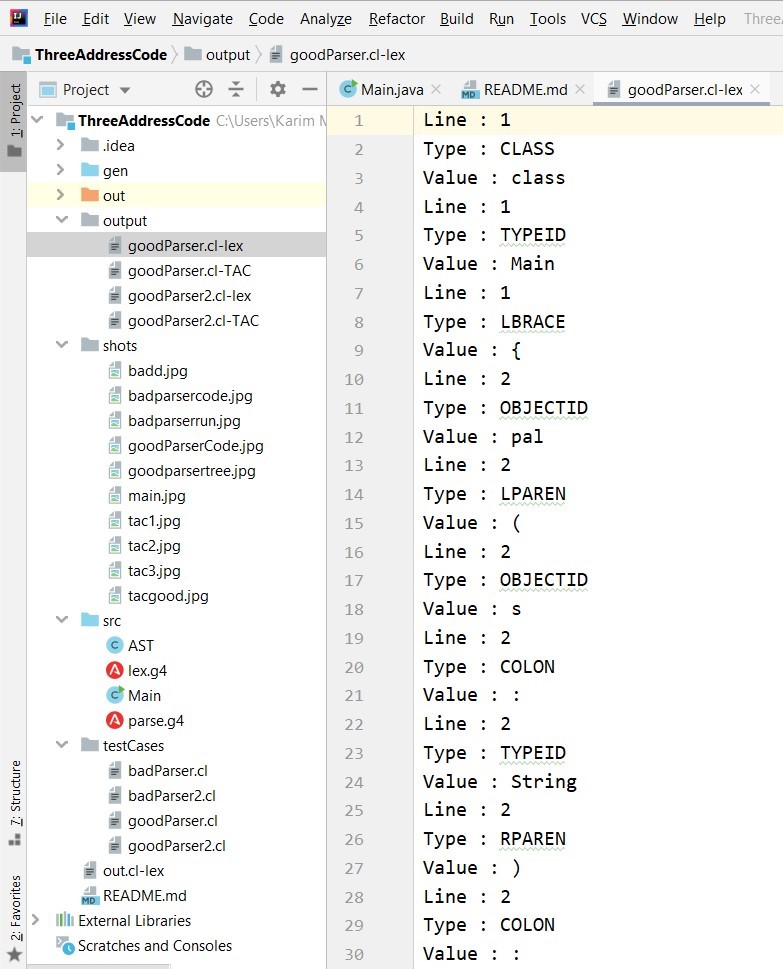 File Edit View Navigate Code Analyze Refactor Build Run Tools VCS Window Help Three
ThreeAddressCode output goodParser.cl-lex
1: Project
Project
Main.java README.md goodParser.cl-lex
ThreeAddressCode C:\Users\Karim M
.idea
gen
out
output
goodParser.cl-lex
goodParser.cl-TAC
goodParser2.cl-lex
goodParser2.cl-TAC
shots
badd.jpg
badparsercode.jpg
badparserrun.jpg
goodParserCode.jpg
goodparsertree.jpg
main.jpg
tac1.jpg
tac2.jpg
tac3.jpg
tacgood.jpg
src
AST
lex.g4
Main
parse.g4
testCases
badParser.cl
badParser2.cl
goodParser.cl
goodParser2.cl
out.cl-lex
README.md
External Libraries
Scratches and Consoles
7: Structure
2: Favorites
1 Line : 1
2 Type : CLASS
3 Value : class
4 Line : 1
5 Type : TYPEID
6 Value : Main
7 Line : 1
8 Type : LBRACE
9 Value : {
10 Line : 2
11 Type : OBJECTID
12 Value : pal
13 Line : 2
14 Type : LPAREN
15 Value : (
16 Line : 2
17 Type : OBJECTID
18 Value : s
19 Line : 2
20 Type : COLON
21 Value : :
22 Line : 2
23 Type : TYPEID
24 Value : String
25 Line : 2
26 Type : RPAREN
27 Value : )
28 Line : 2
29 Type : COLON
30 Value : :